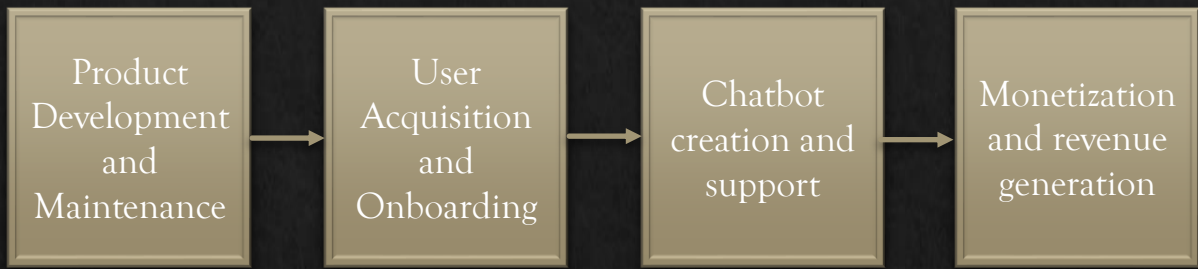 Product
Development
and
Maintenance
User
Acquisition
and
Onboarding
Chatbot
creation and
support
Monetization
and revenue
generation